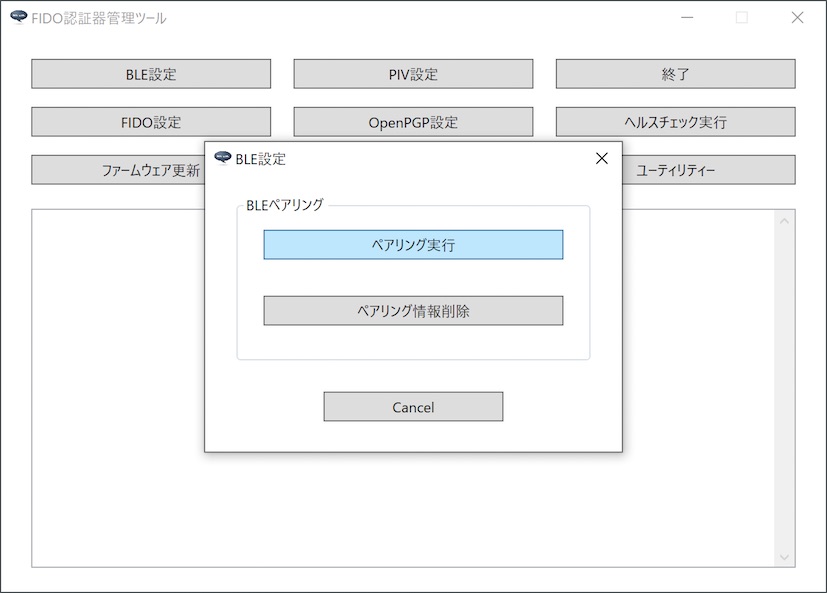 FIDO認証器管理ツール
BLE設定
PIV設定
終了
FIDO設定
OpenPGP設定
ヘルスチェック実行
ファームウェア更新
ユーティリティー
BLE設定
BLEペアリング
ペアリング実行
ペアリング情報削除
Cancel